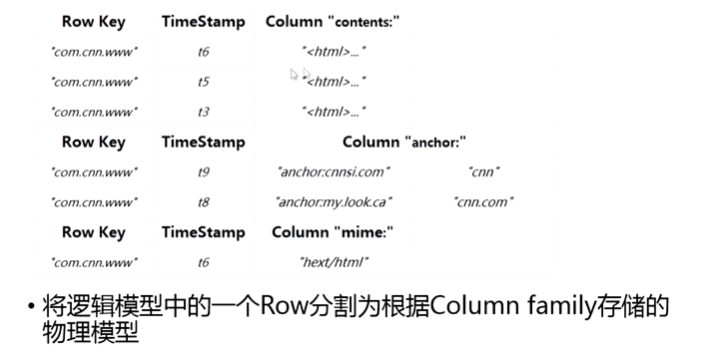 Row Key TimeStamp Column "contents:"
"com.cnn.www" t6 "<html>..."
"com.cnn.www" t5 "<html>..."
"com.cnn.www" t3 "<html>..."
Row Key TimeStamp Column "anchor:"
"com.cnn.www" t9 "anchor:cnnsi.com" "cnn"
"com.cnn.www" t8 "anchor:my.look.ca" "cnn.com"
Row Key TimeStamp Column "mime:"
"com.cnn.www" t6 "hext/html"
• 将逻辑模型中的一个Row分割为根据Column family存储的
物理模型